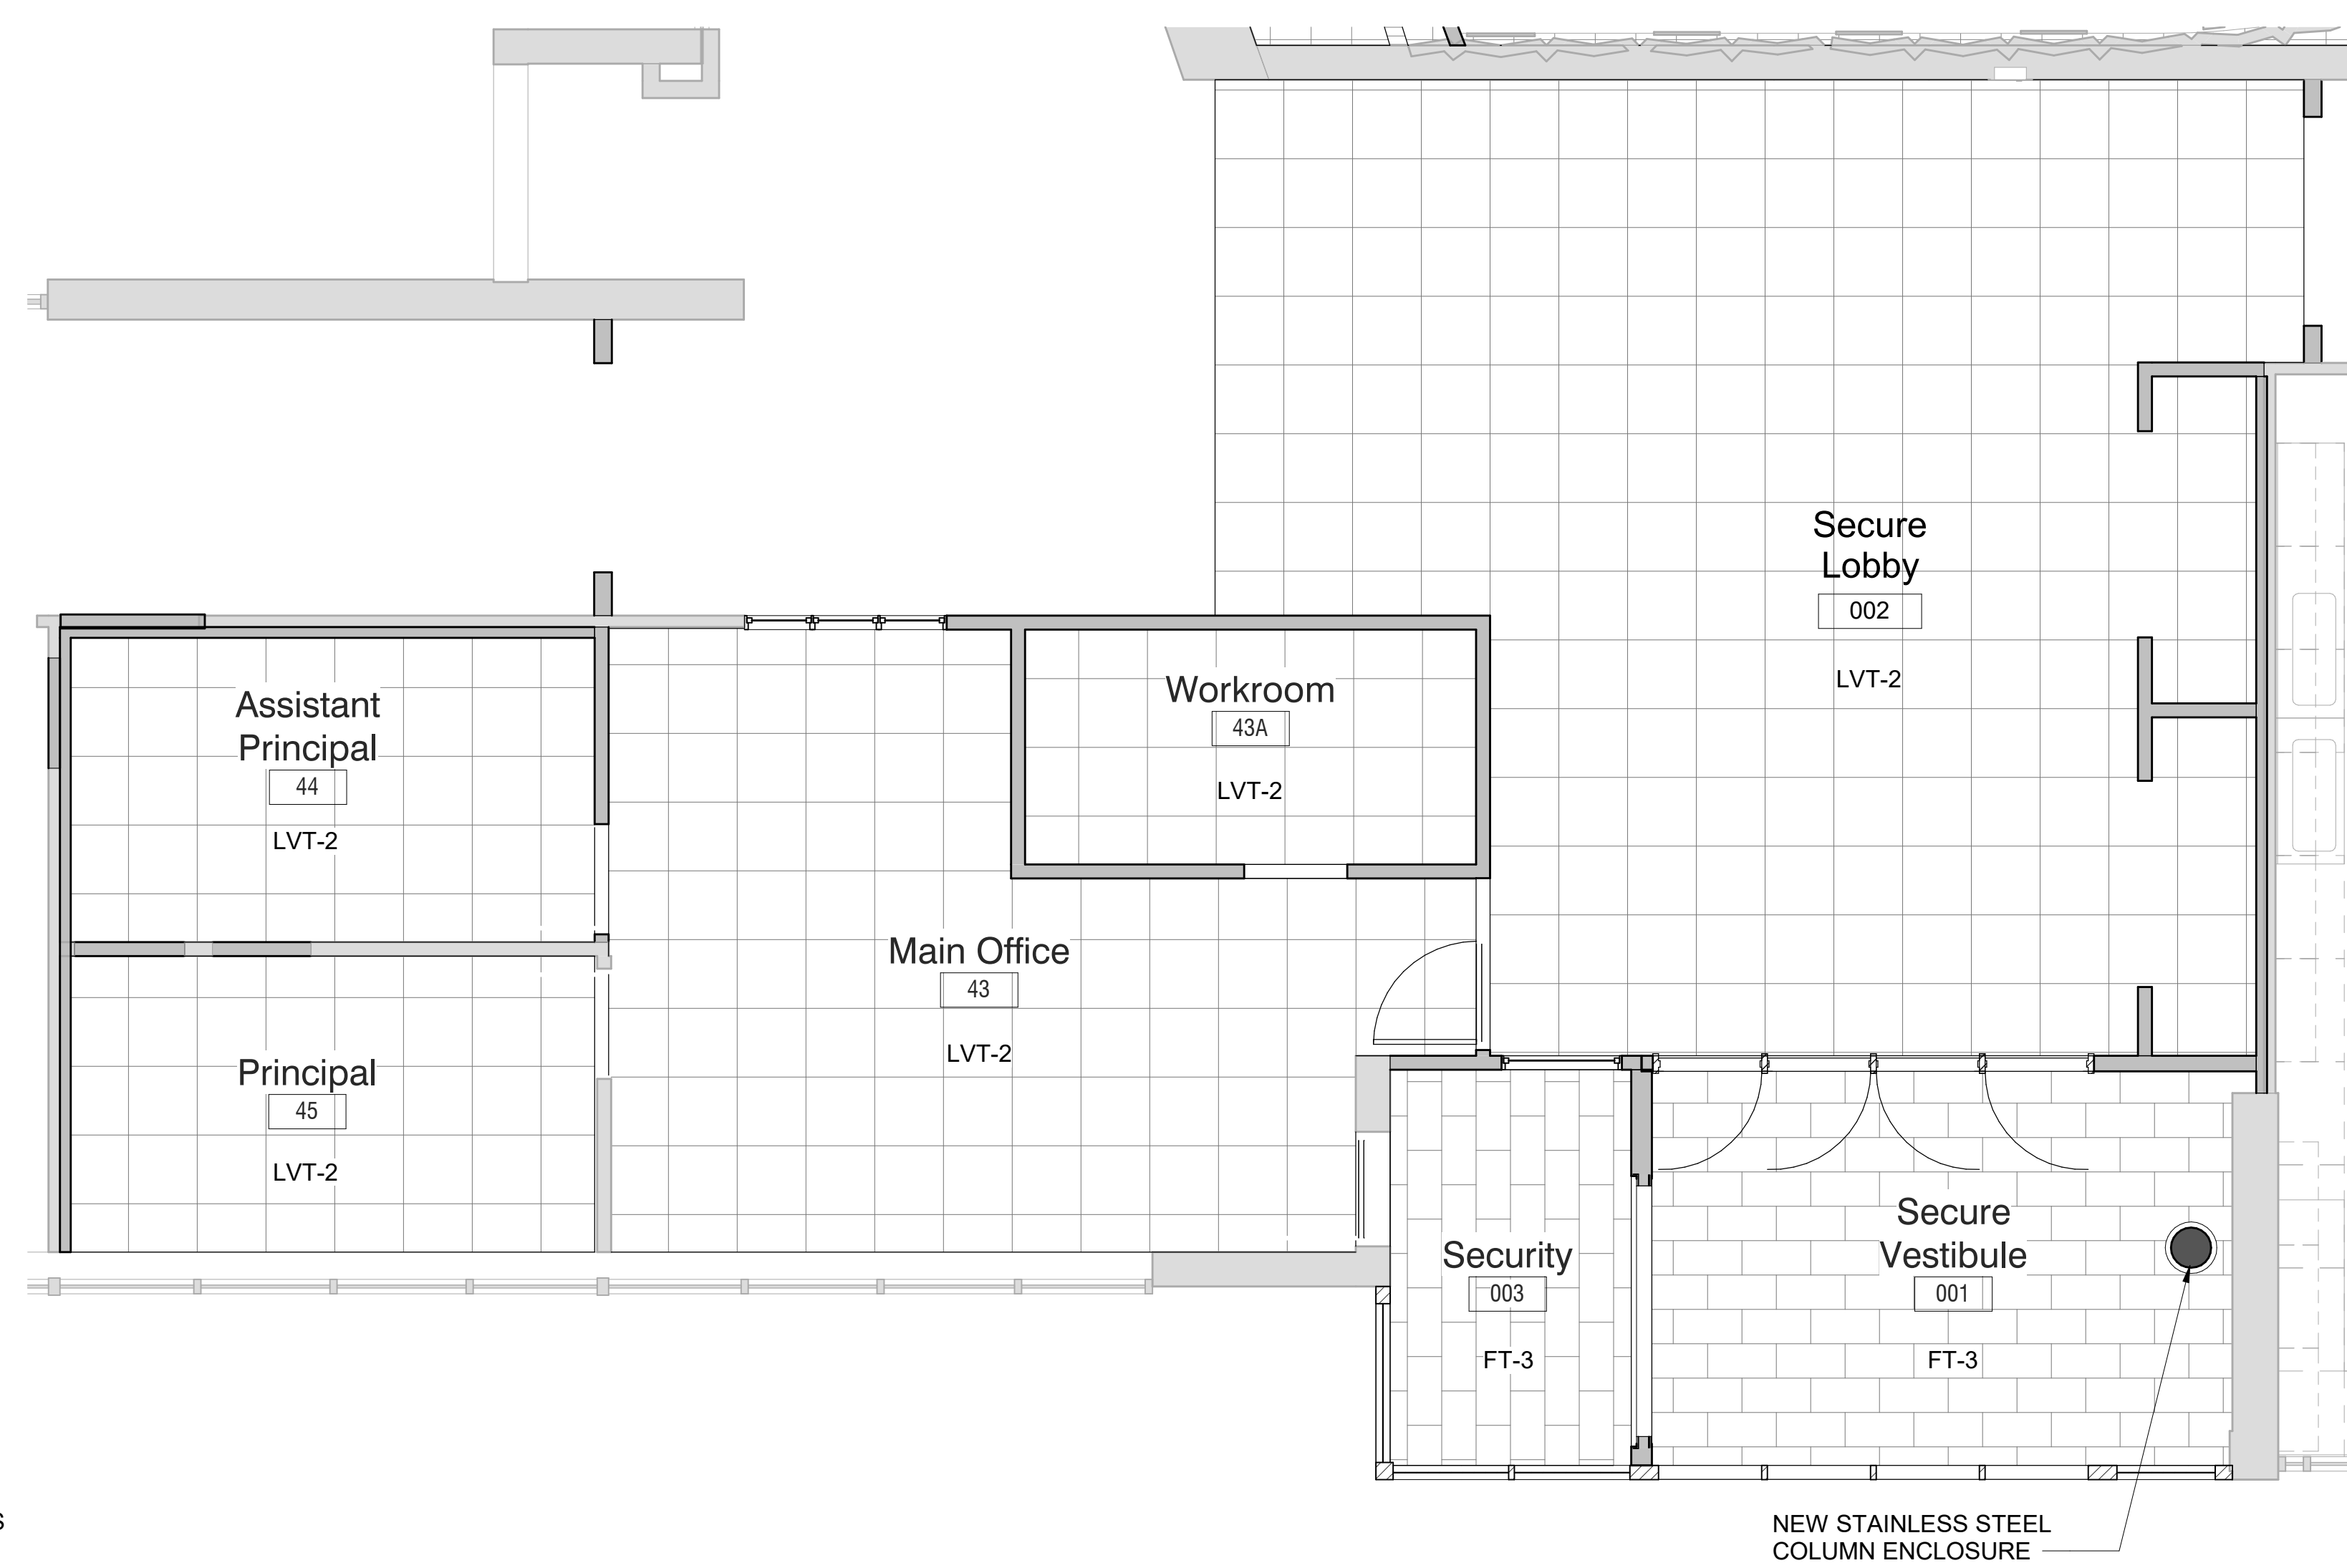 Secure
Lobby
002
LVT-2
Assistant
Principal
44
LVT-2
Workroom
43A
LVT-2
Main Office
43
LVT-2
Principal
45
LVT-2
Security
003
FT-3
Secure
Vestibule
001
FT-3
NEW STAINLESS STEEL
COLUMN ENCLOSURE
S